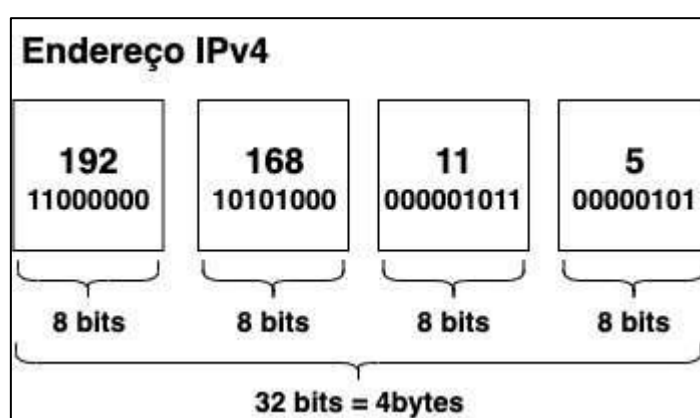 Endereço IPv4
192 168 11 5
11000000 10101000 000001011 00000101
8 bits 8 bits 8 bits 8 bits
32 bits = 4bytes